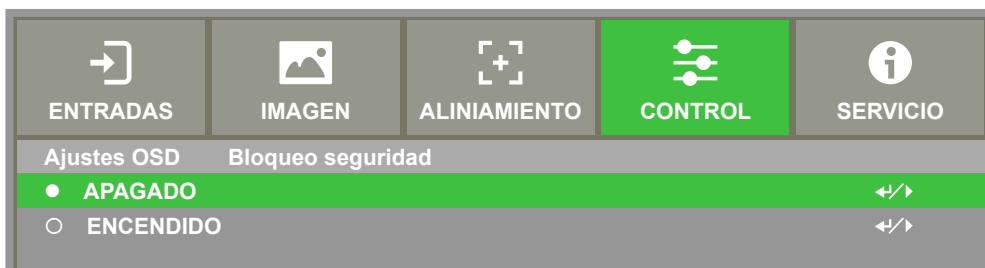 ENTRADAS IMAGEN ALINIAMIENTO CONTROL SERVICIO
Ajustes OSD Bloqueo seguridad
APAGADO
ENCENDIDO